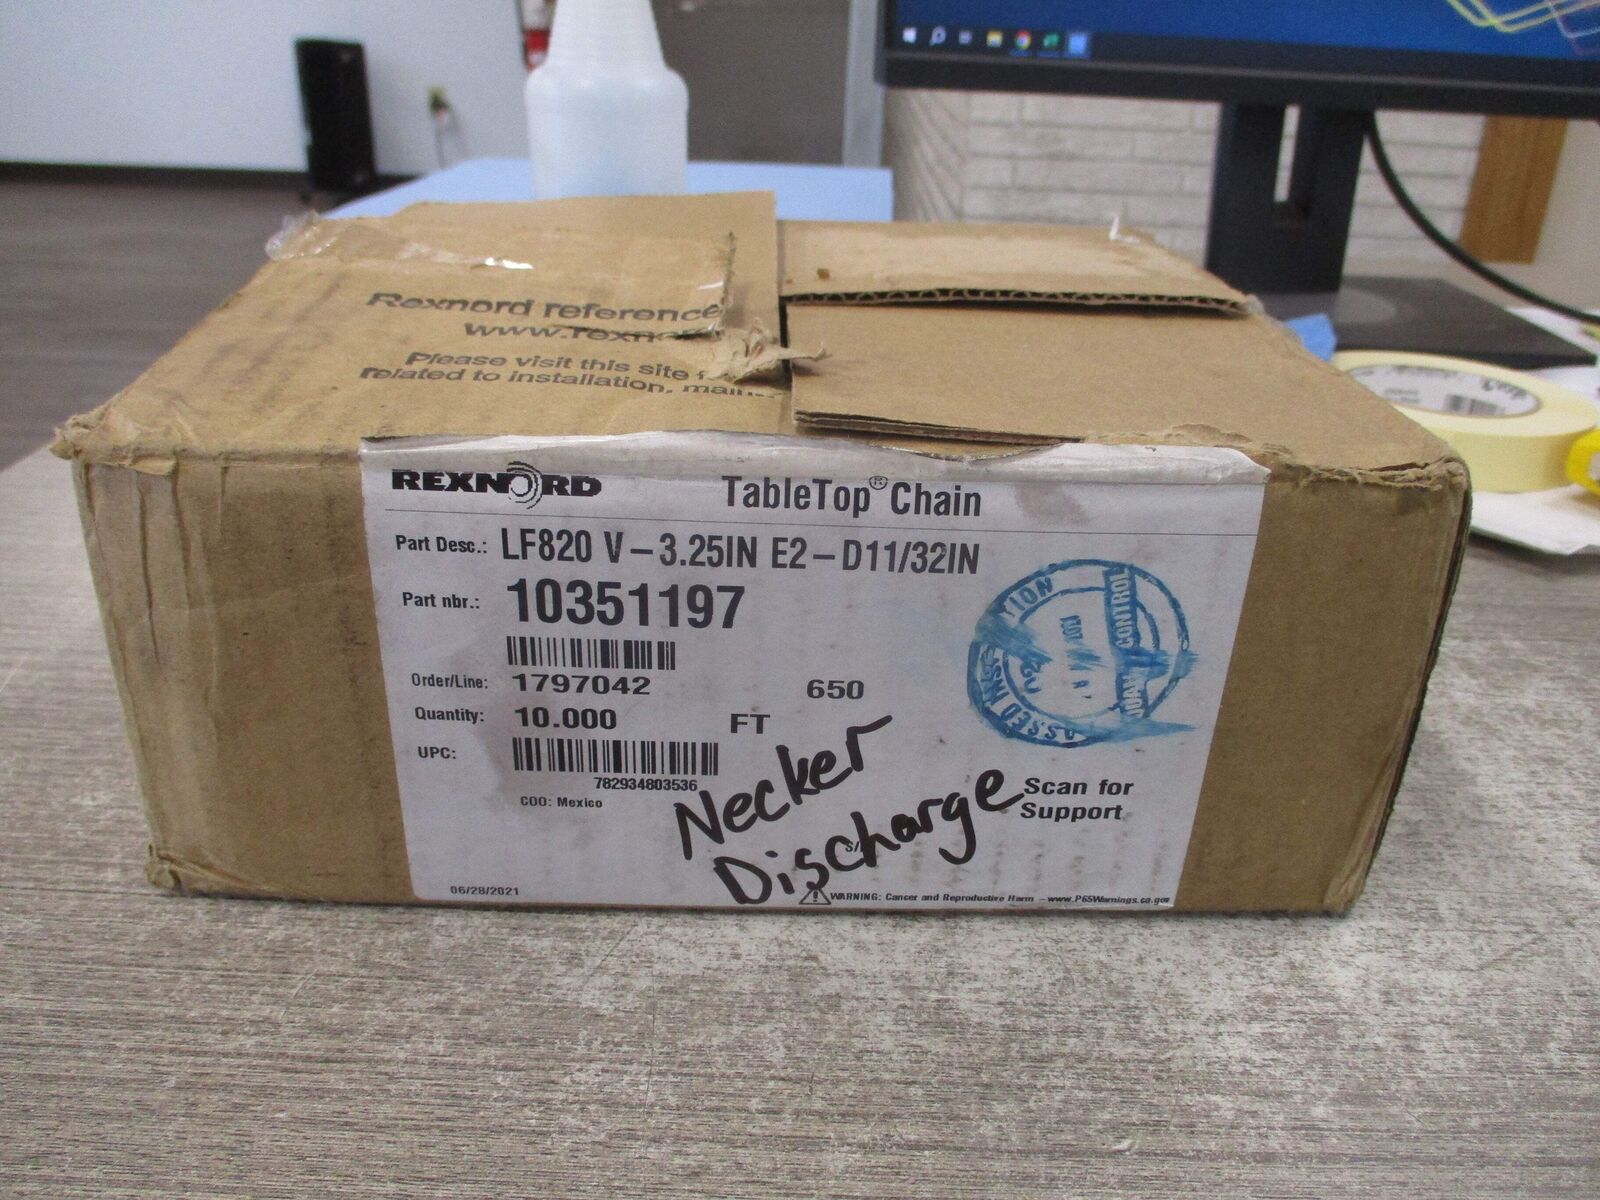 Rexnord reference
www.rexn
Please visit this site
related to installation,
REXNORD
TableTop® Chain
Part Desc.: LF820 V-3.25IN E2-D11/32IN
Part nbr.: 10351197
Order/Line: 1797042 650
Quantity: 10.000 FT
UPC:
782934803536
COO: Mexico
Necker
Discharge
Scan for
Support
S/
06/28/2021
WARNING: Cancer and Reproductive Harm -www.P65Warnings.ca.gov
CONTROL